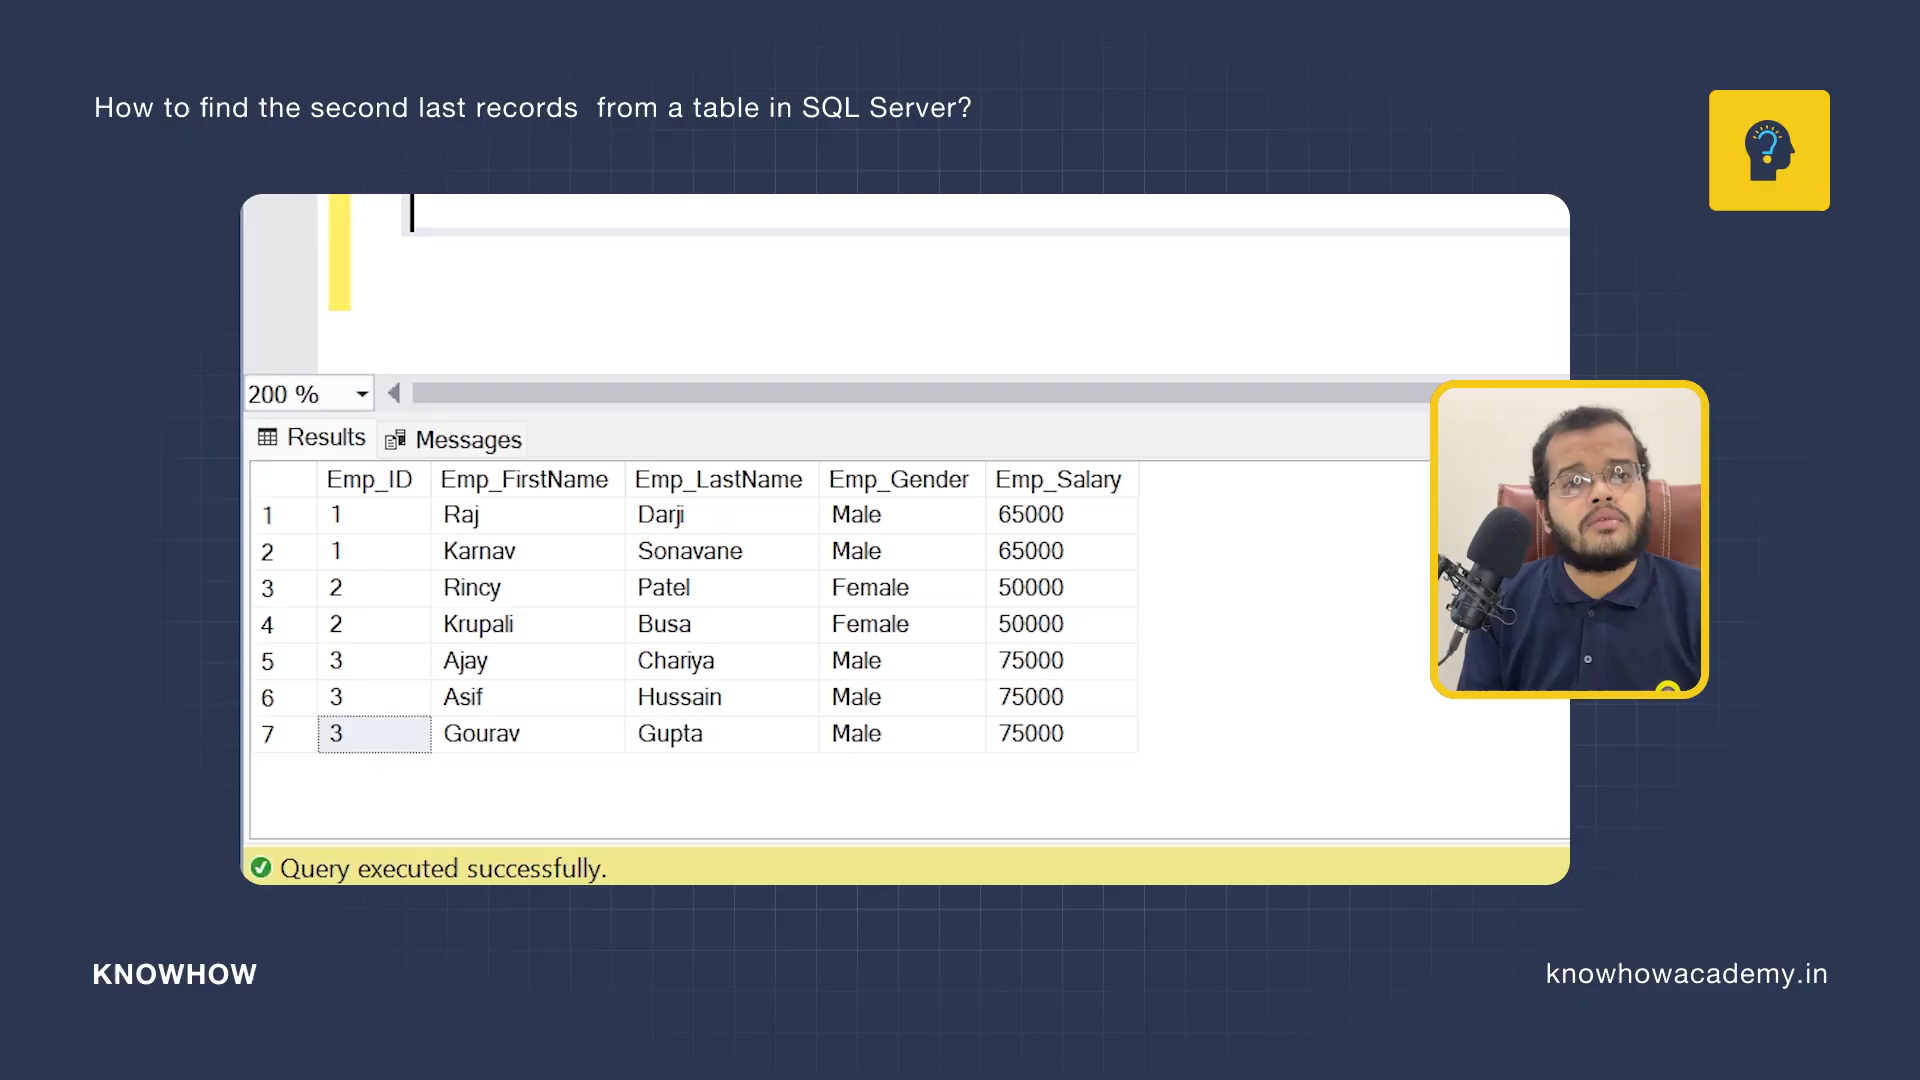 How to find the second last records  from a table in SQL Server?
200 %
Results Messages
Emp_ID Emp_FirstName Emp_LastName Emp_Gender Emp_Salary
1 1 Raj Darji Male 65000
2 1 Karnav Sonavane Male 65000
3 2 Rincy Patel Female 50000
4 2 Krupali Busa Female 50000
5 3 Ajay Chariya Male 75000
6 3 Asif Hussain Male 75000
7 3 Gourav Gupta Male 75000
Query executed successfully.
KNOWHOW
knowhowacademy.in